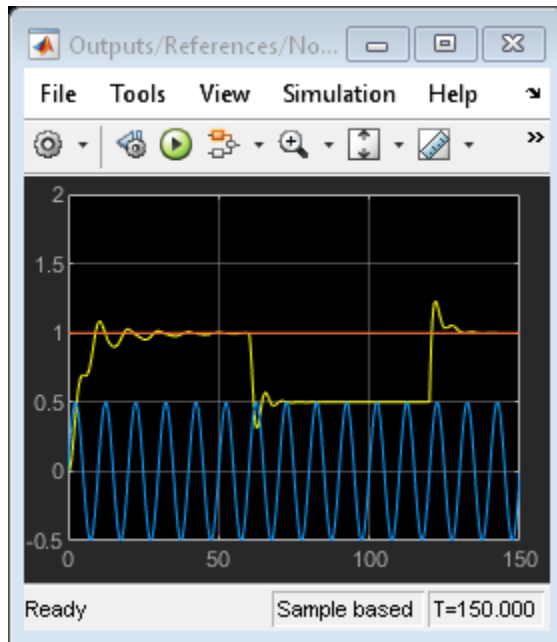 Outputs/References/No...
File Tools View Simulation Help
2
1.5
1
0.5
0
-0.5
0 50 100 150
Ready Sample based T=150.000